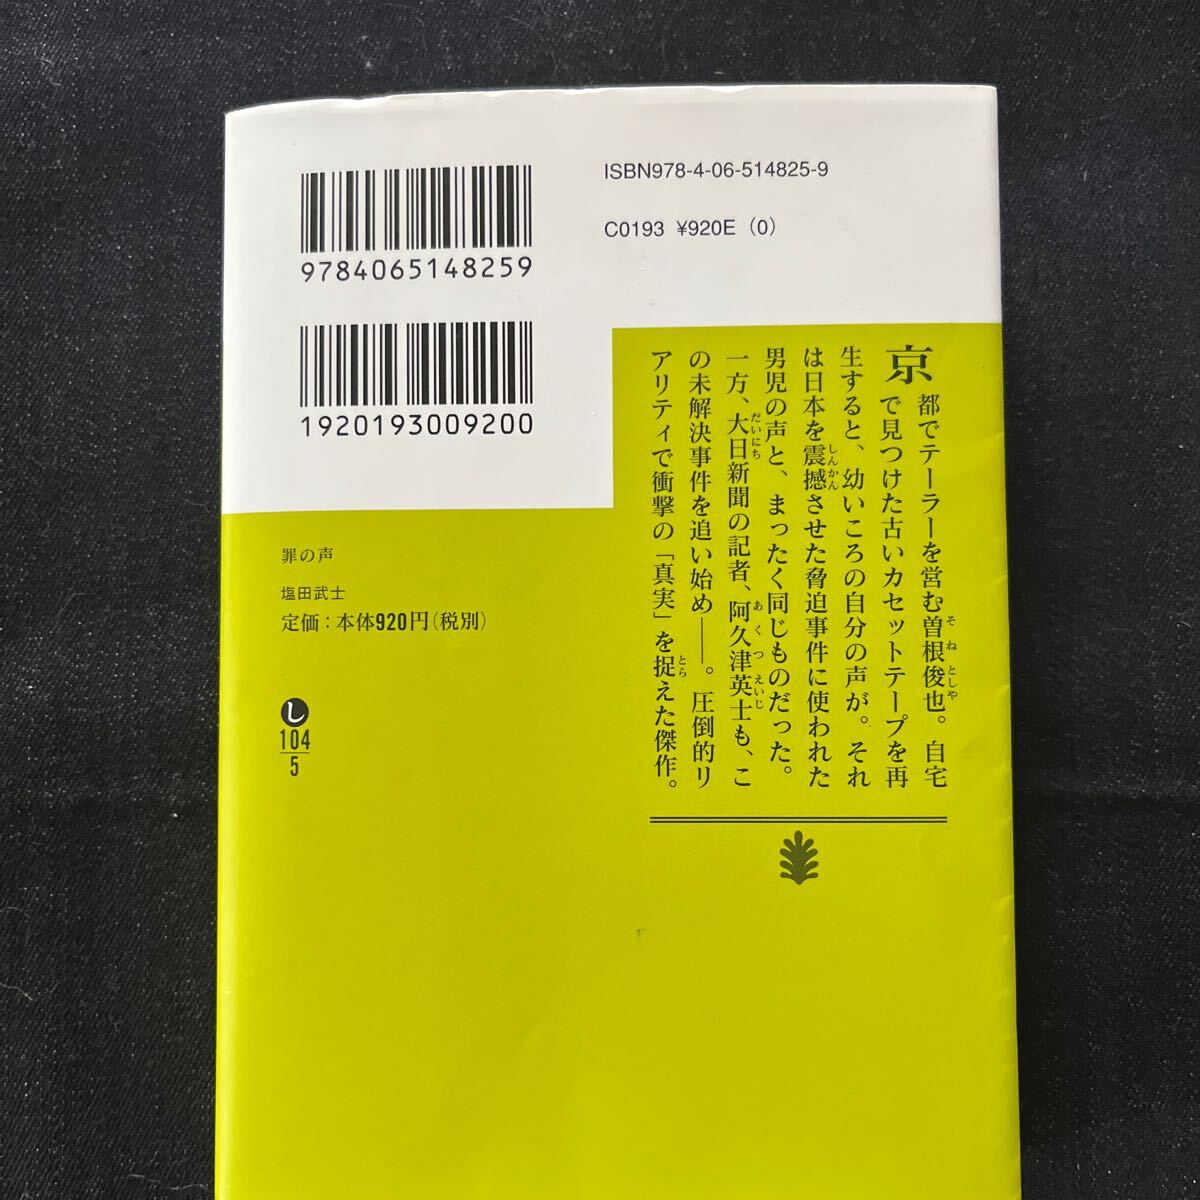 ISBN978-4-06-514825-9
C0193 ¥920E (0)
9784065148259
1920193009200
京都でテーラーを営む曽根俊也。自宅
で見つけた古いカセットテープを再
生すると、幼いころの自分の声が。それ
は日本を震撼させた脅迫事件に使われた
男児の声と、まったく同じものだった。
一方、大日新聞の記者、阿久津英士も、こ
の未解決事件を追い始め──。圧倒的リ
アリティで衝撃の「真実」を捉えた傑作。
罪の声
塩田武士
定価：本体920円(税別)
し
104
5